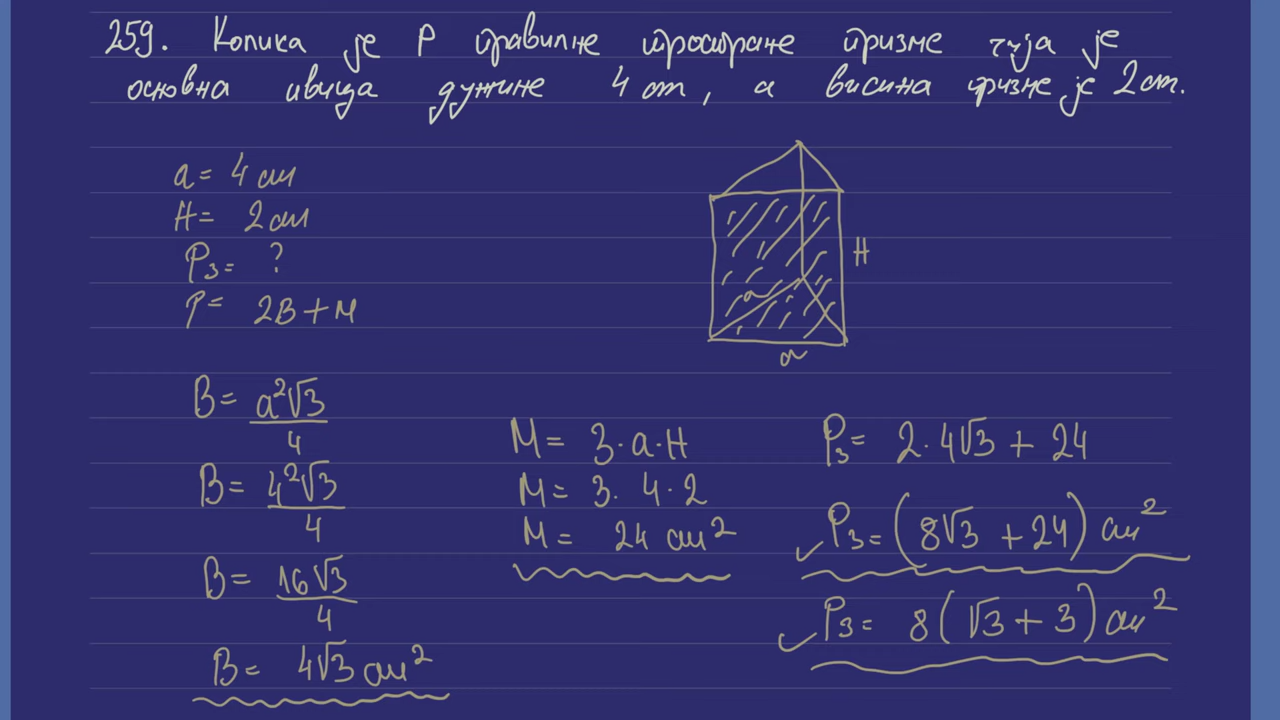 259. Колика је P правилне тростране призме чија је
основна ивица дужине 4 cm, а висина призме је 2 cm.
a = 4 cm
H = 2 cm
P₃ = ?
P = 2B + M
H
a
a
B = a²√3/4
B = 4²√3/4
B = 16√3/4
B = 4√3 cm²
M = 3·a·H
M = 3·4·2
M = 24 cm²
P₃ = 2·4√3 + 24
P₃ = (8√3 + 24) cm²
P₃ = 8(√3 + 3) cm²